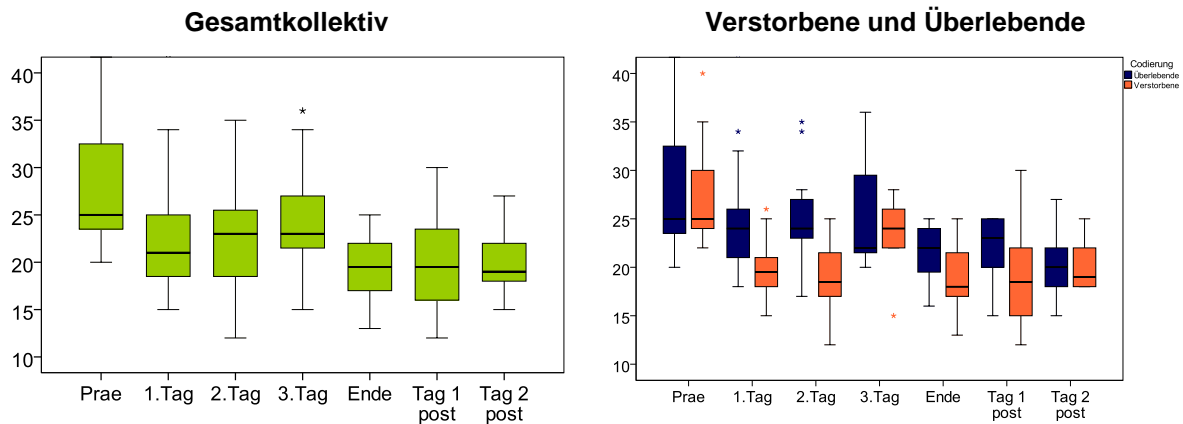 Gesamtkollektiv
40
35
30
25
20
15
10
Prae 1.Tag 2.Tag 3.Tag Ende Tag 1 post Tag 2 post
Verstorbene und Überlebende
Codierung
Überlebende
Verstorbene
40
35
30
25
20
15
10
Prae 1.Tag 2.Tag 3.Tag Ende Tag 1 post Tag 2 post